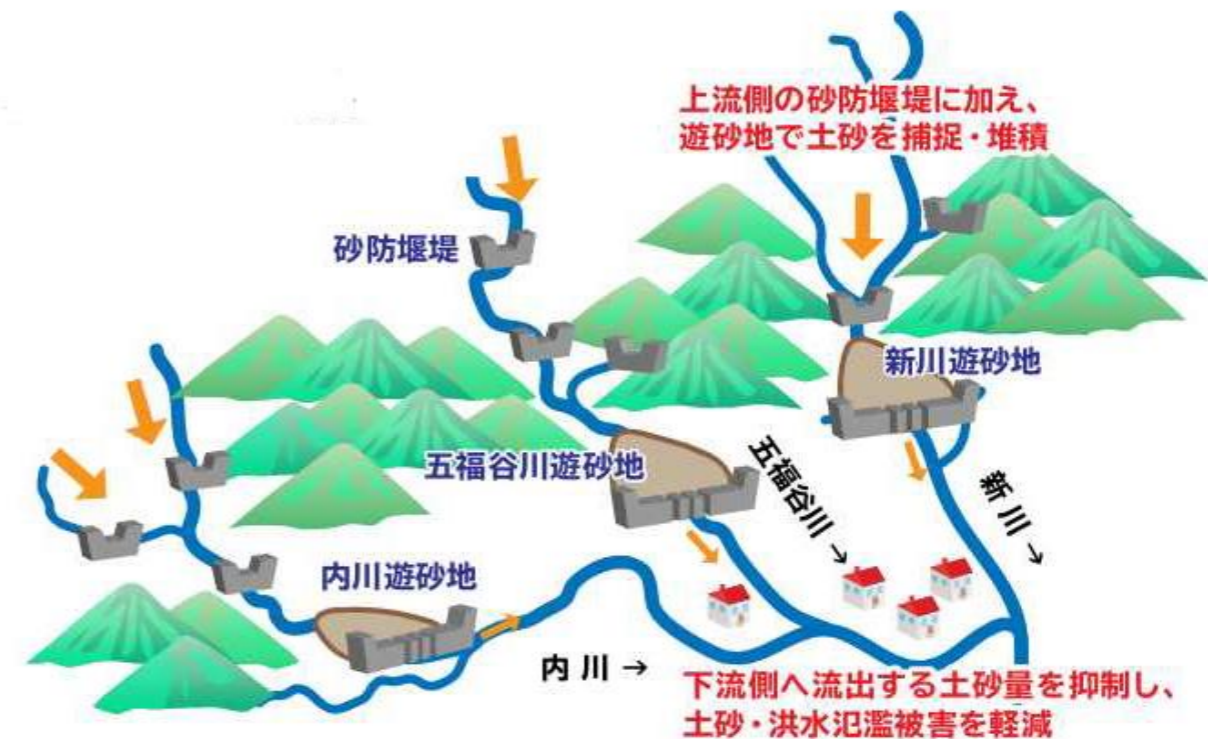 上流側の砂防堰堤に加え、
遊砂地で土砂を捕捉・堆積
砂防堰堤
新川遊砂地
五福谷川遊砂地
五福谷川→
新川→
内川遊砂地
内川→
下流側へ流出する土砂量を抑制し、
土砂・洪水氾濫被害を軽減